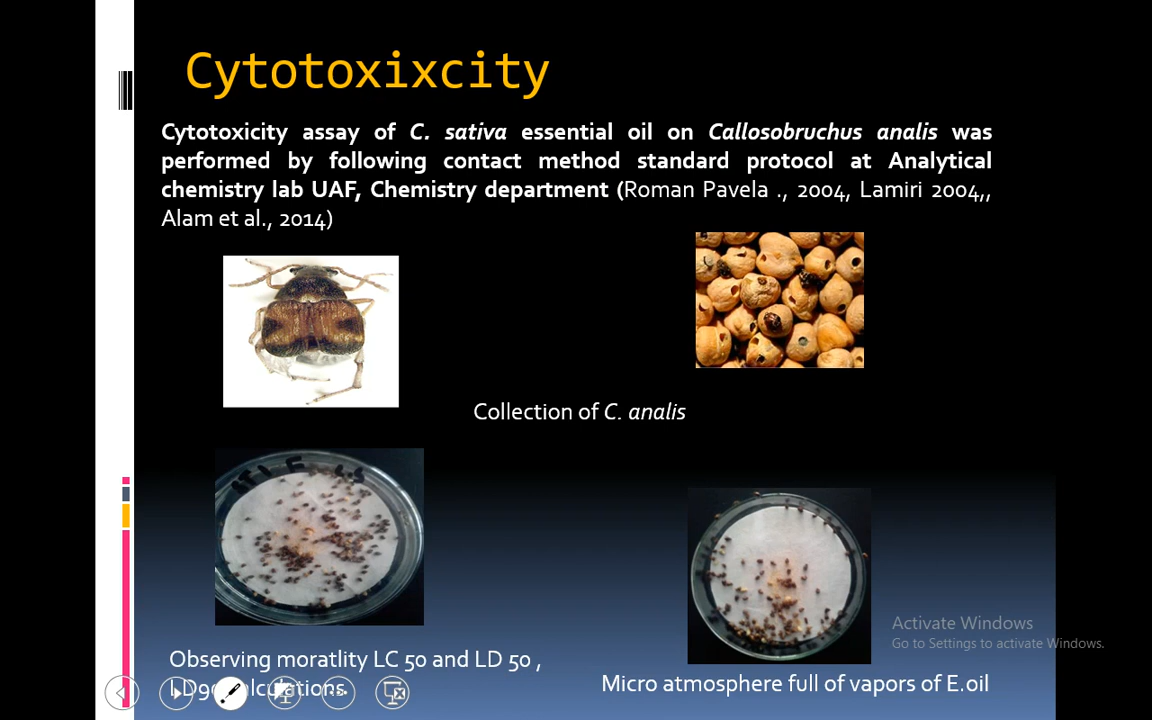 Cytotoxixcity
Cytotoxicity assay of C. sativa essential oil on Callosobruchus analis was
performed by following contact method standard protocol at Analytical
chemistry lab UAF, Chemistry department (Roman Pavela ., 2004, Lamiri 2004,,
Alam et al., 2014)
Collection of C. analis
Observing moratlity LC 50 and LD 50 ,
Micro atmosphere full of vapors of E.oil
Activate Windows
Go to Settings to activate Windows.